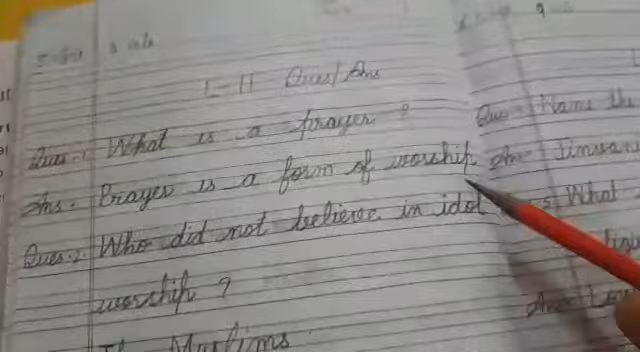 L-11 Ques/Ans
Ques-1. What is a prayer?
Ans. Prayer is a form of worship
Ques-2. Who did not believe in idol
worship?
The Muslims.
Ques- Name the
Ans-
What